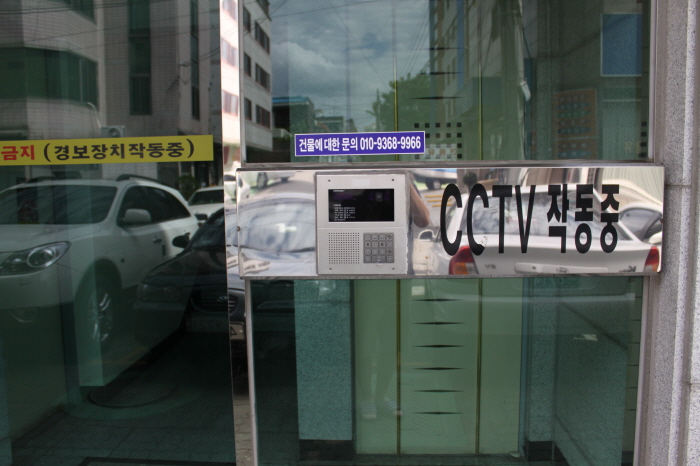 건물에 대한 문의 010-9368-9966
금지 (경보장치작동중)
CCTV 작동중